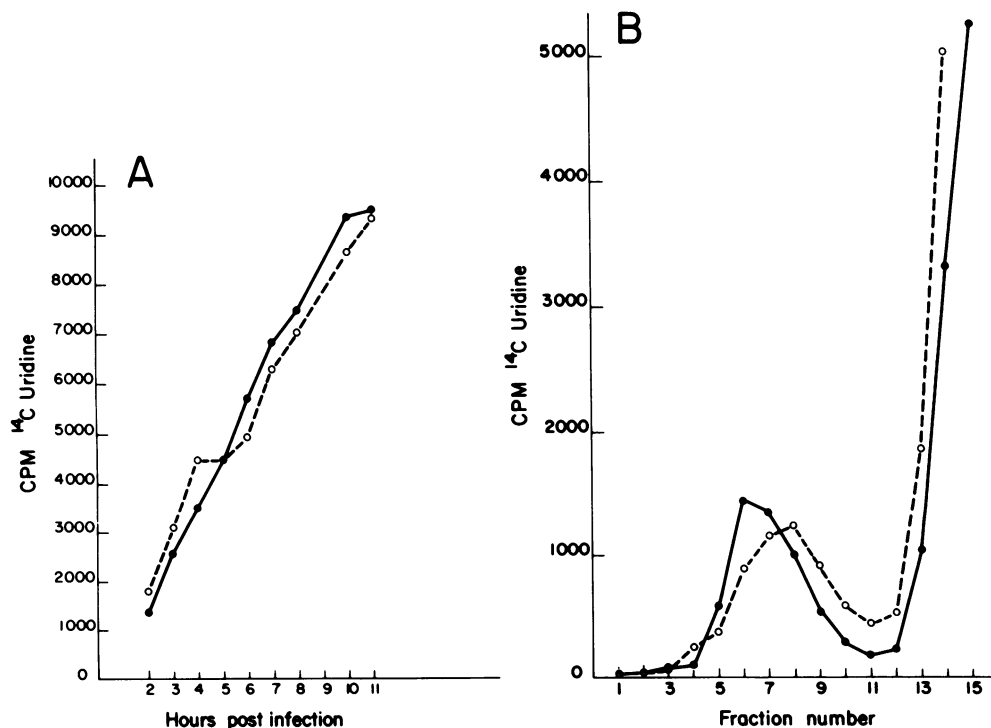 A
CPM ¹⁴C Uridine
10000
9000
8000
7000
6000
5000
4000
3000
2000
1000
0
2 3 4 5 6 7 8 9 10 11
Hours post infection
B
CPM ¹⁴C Uridine
5000
4000
3000
2000
1000
0
1 3 5 7 9 11 13 15
Fraction number